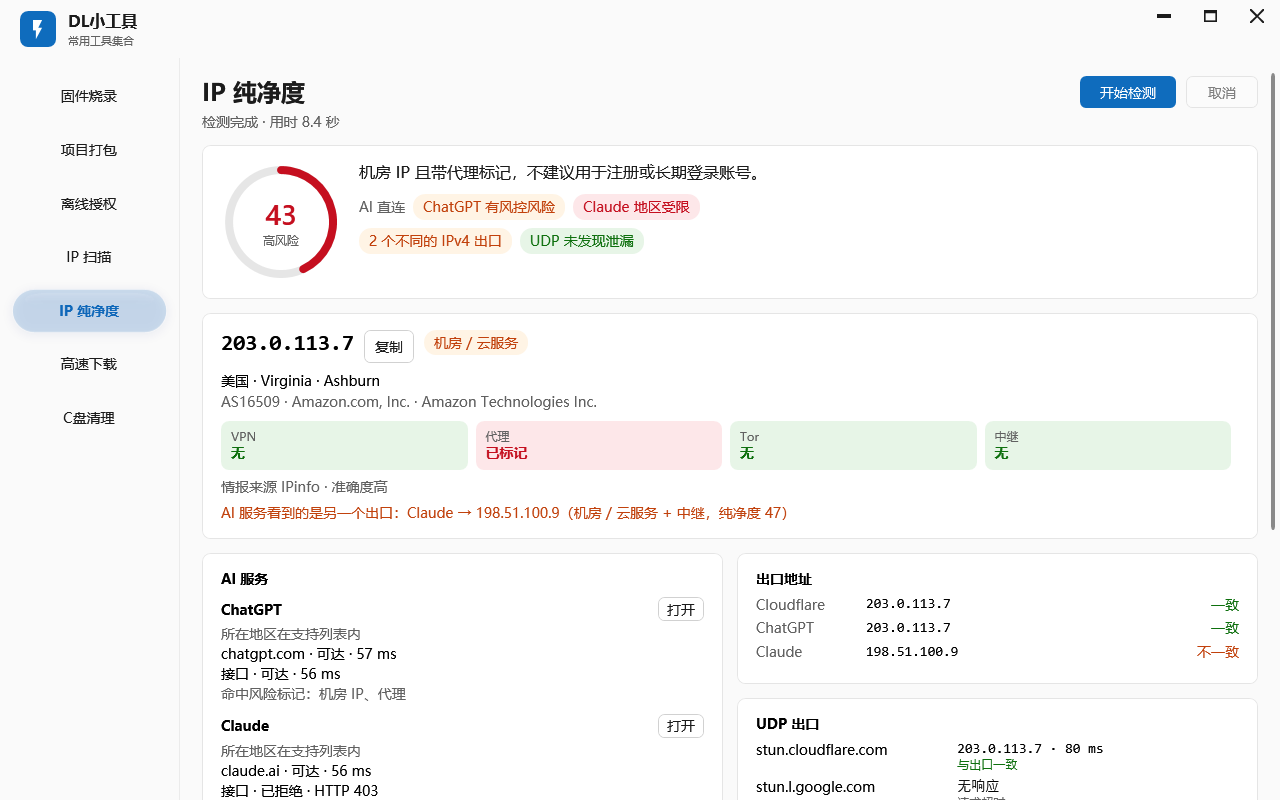 DL小工具
常用工具集合
固件烧录
项目打包
离线授权
IP 扫描
IP 纯净度
高速下载
C盘清理
IP 纯净度
检测完成 · 用时 8.4 秒
开始检测
取消
43
高风险
机房 IP 且带代理标记，不建议用于注册或长期登录账号。
AI 直连 ChatGPT 有风控风险 Claude 地区受限
2 个不同的 IPv4 出口 UDP 未发现泄漏
203.0.113.7 复制 机房 / 云服务
美国 · Virginia · Ashburn
AS16509 · Amazon.com, Inc. · Amazon Technologies Inc.
VPN
无
代理
已标记
Tor
无
中继
无
情报来源 IPinfo · 准确度高
AI 服务看到的是另一个出口：Claude → 198.51.100.9（机房 / 云服务 + 中继，纯净度 47）
AI 服务
ChatGPT 打开
所在地区在支持列表内
chatgpt.com · 可达 · 57 ms
接口 · 可达 · 56 ms
命中风险标记：机房 IP、代理
Claude 打开
所在地区在支持列表内
claude.ai · 可达 · 56 ms
接口 · 已拒绝 · HTTP 403
出口地址
Cloudflare 203.0.113.7 一致
ChatGPT 203.0.113.7 一致
Claude 198.51.100.9 不一致
UDP 出口
stun.cloudflare.com 203.0.113.7 · 80 ms
与出口一致
stun.l.google.com 无响应